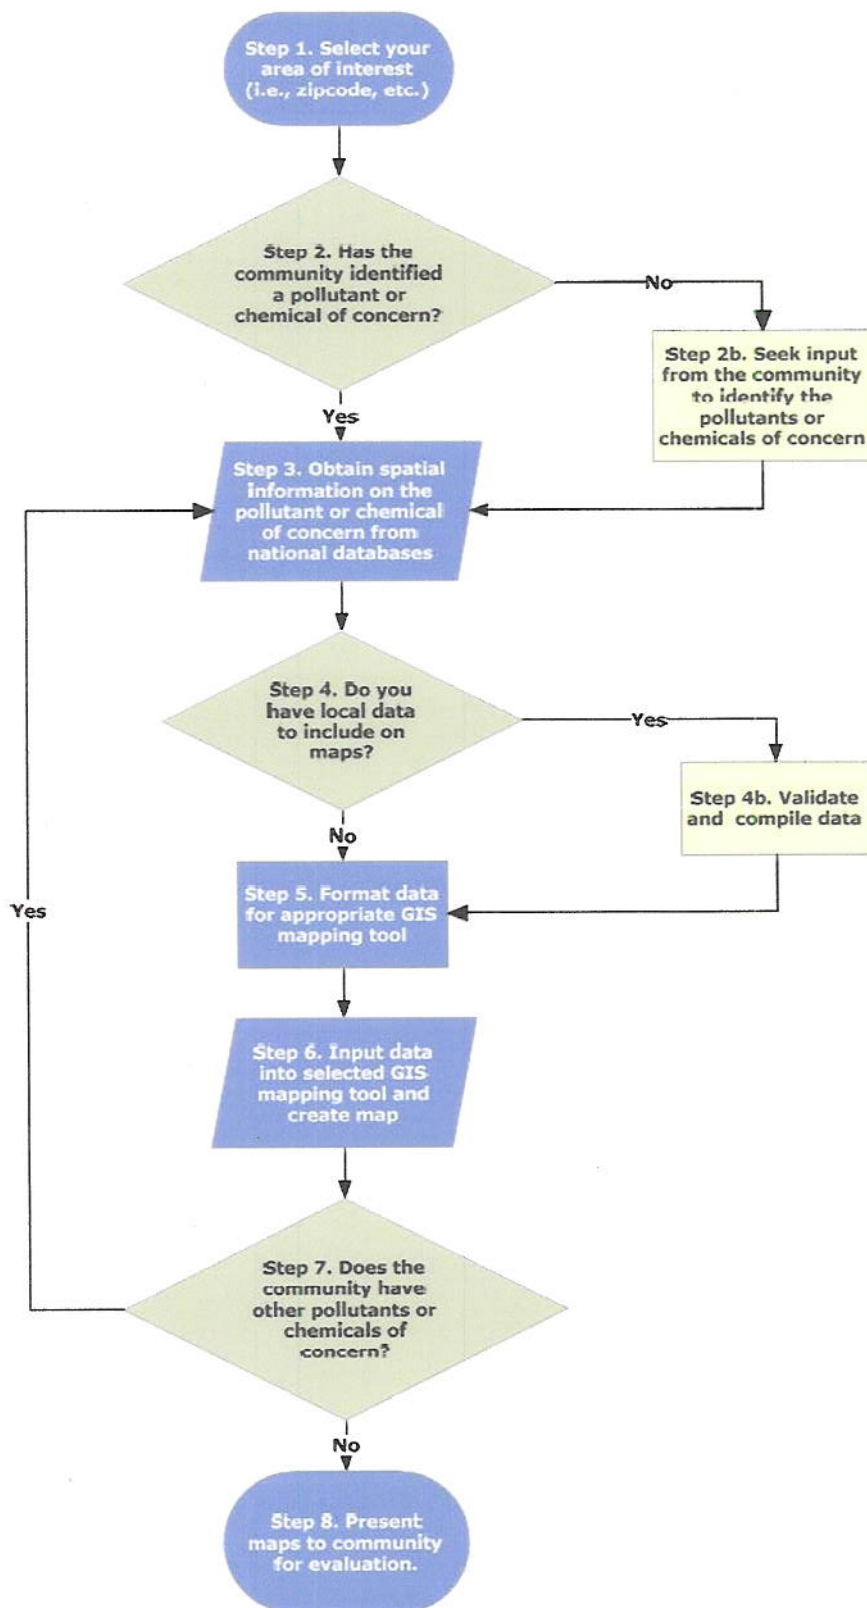 Step 1. Select your
area of interest
(i.e., zipcode, etc.)
Step 2. Has the
community identified
a pollutant or
chemical of concern?
No
Step 2b. Seek input
from the community
to identify the
pollutants or
chemicals of concern
Yes
Step 3. Obtain spatial
information on the
pollutant or chemical
of concern from
national databases
Step 4. Do you
have local data
to include on
maps?
Yes
Step 4b. Validate
and compile data
No
Step 5. Format data
for appropriate GIS
mapping tool
Yes
Step 6. Input data
into selected GIS
mapping tool and
create map
Step 7. Does the
community have
other pollutants or
chemicals of
concern?
No
Step 8. Present
maps to community
for evaluation.